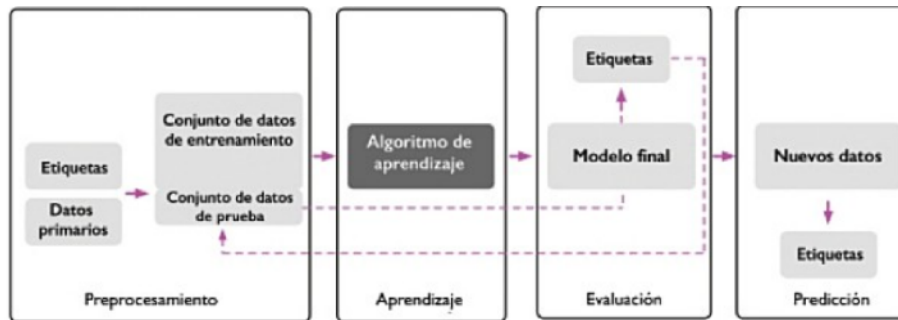 Etiquetas
Datos
primarios
Conjunto de datos
de entrenamiento
Conjunto de datos
de prueba
Preprocesamiento
Algoritmo de
aprendizaje
Aprendizaje
Etiquetas
Modelo final
Evaluación
Nuevos datos
Etiquetas
Predicción